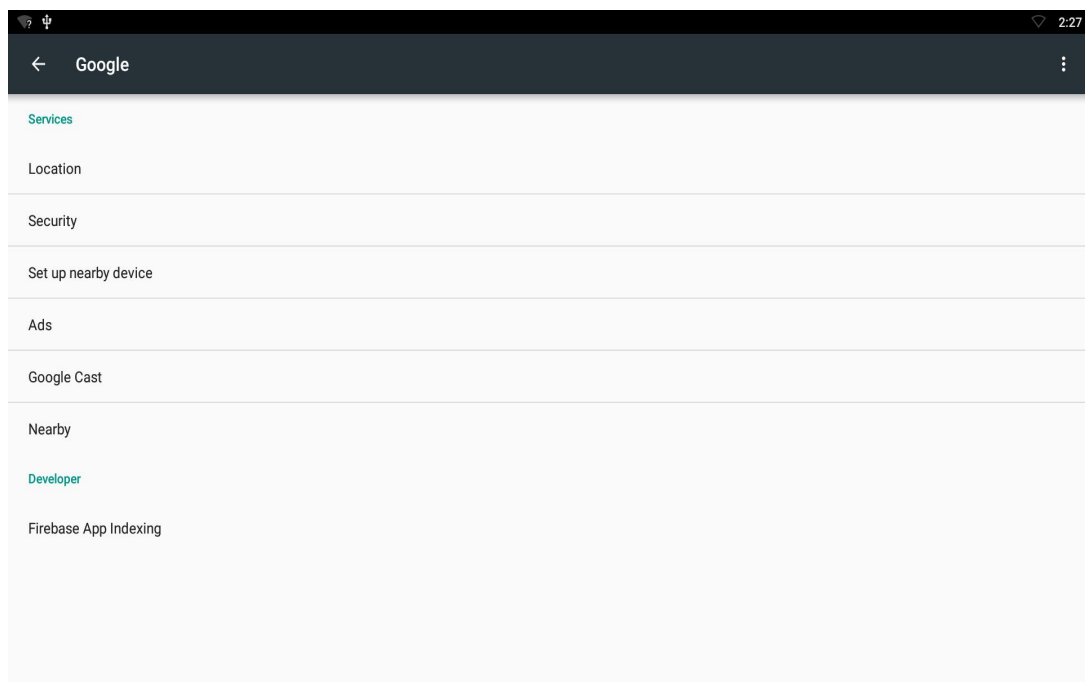 2:27
Google
Services
Location
Security
Set up nearby device
Ads
Google Cast
Nearby
Developer
Firebase App Indexing